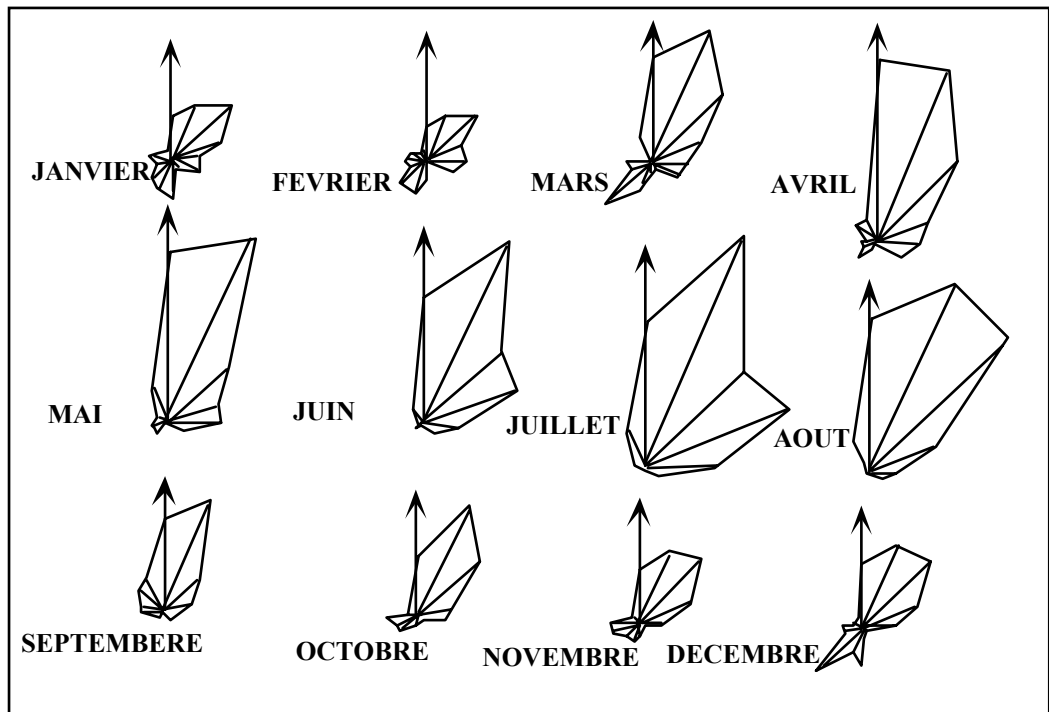 JANVIER
FEVRIER
MARS
AVRIL
MAI
JUIN
JUILLET
AOUT
SEPTEMBERE
OCTOBRE
NOVEMBRE
DECEMBRE